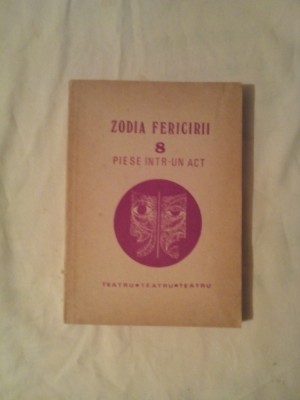 ZODIA FERICIRII
8
PIESE INTR-UN ACT
TEATRU•TEATRU•TEATRU